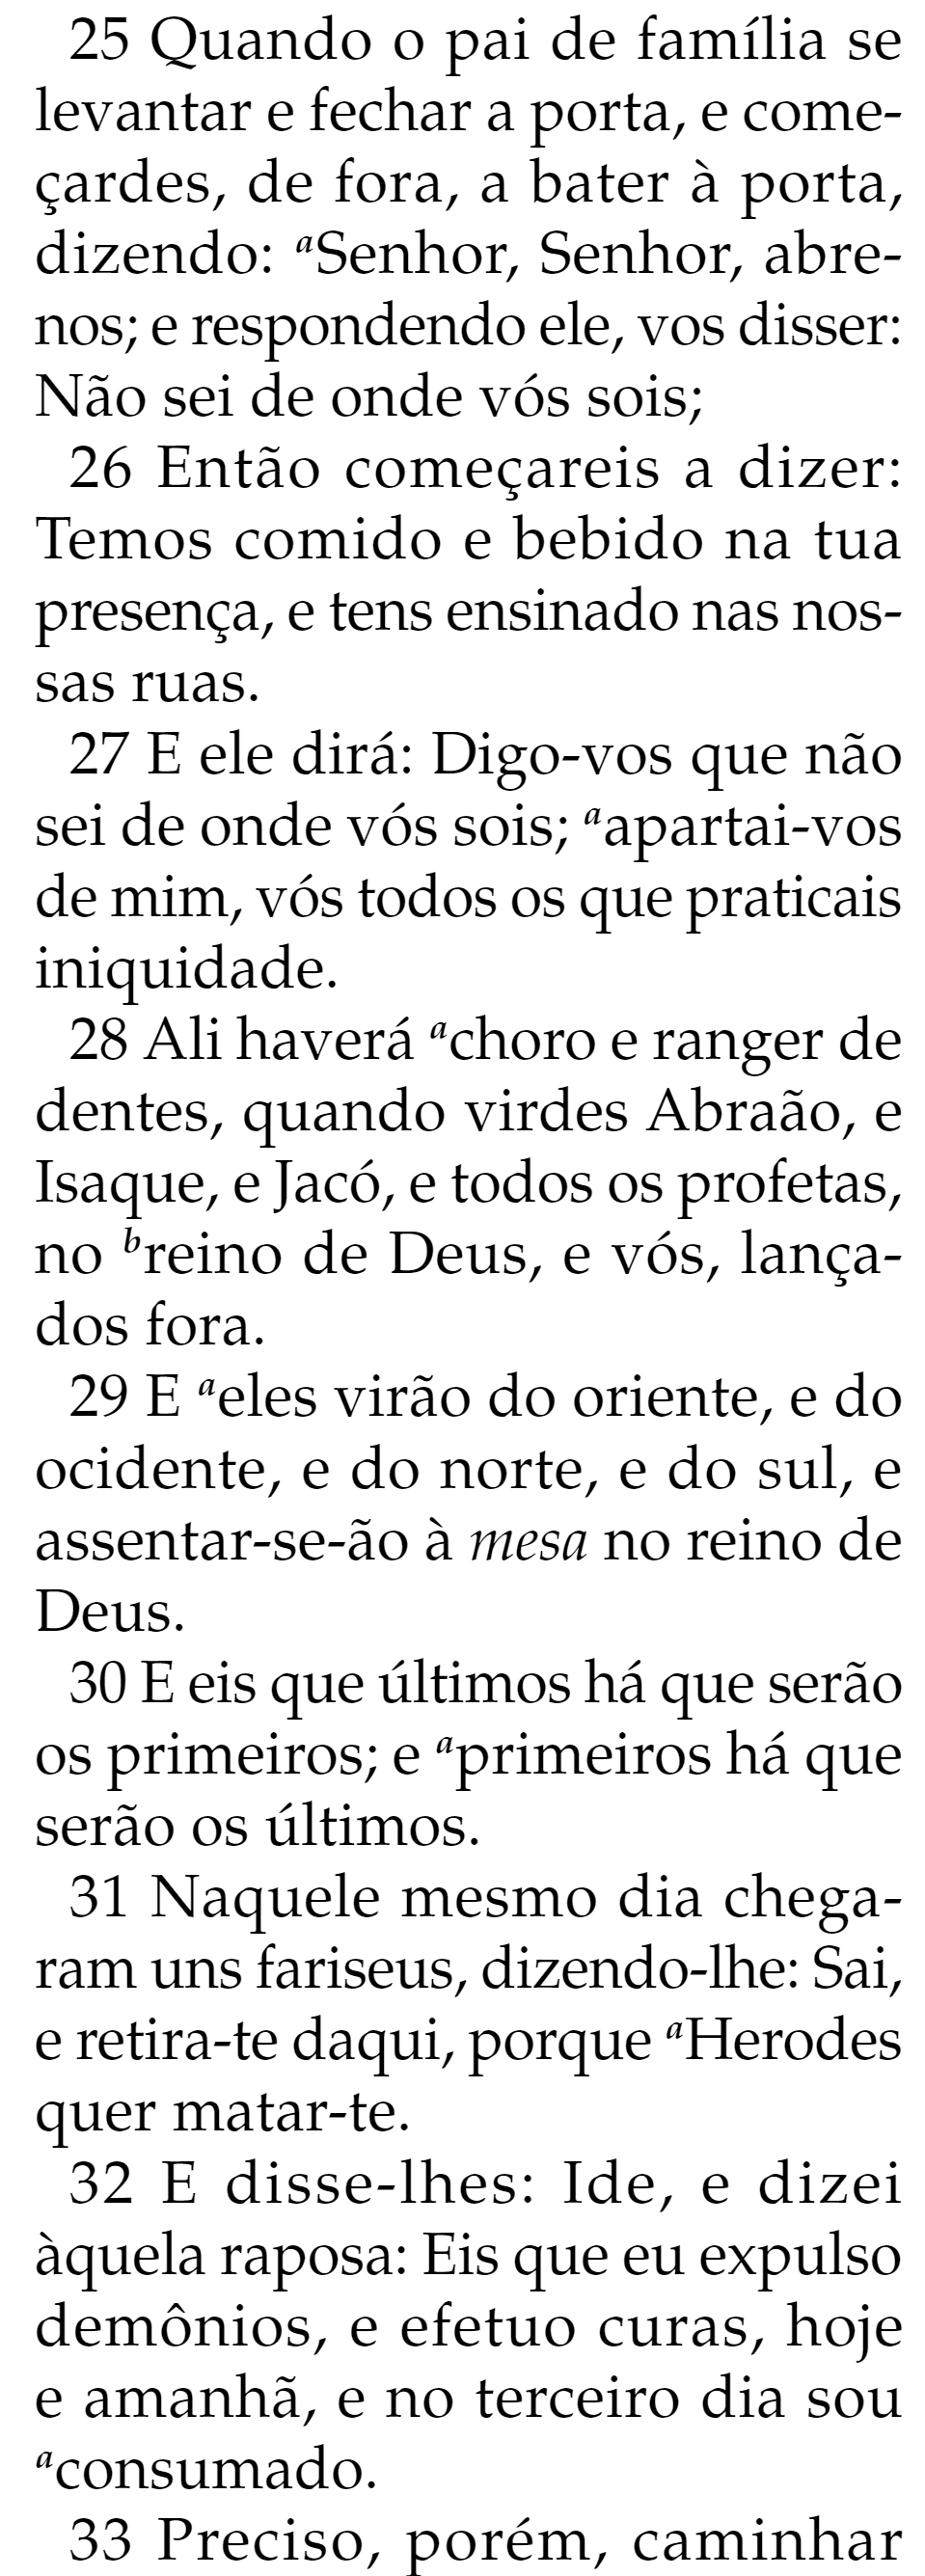 25 Quando o pai de família se
levantar e fechar a porta, e come-
çardes, de fora, a bater à porta,
dizendo: ᵃSenhor, Senhor, abre-
nos; e respondendo ele, vos disser:
Não sei de onde vós sois;
26 Então começareis a dizer:
Temos comido e bebido na tua
presença, e tens ensinado nas nos-
sas ruas.
27 E ele dirá: Digo-vos que não
sei de onde vós sois; ᵃapartai-vos
de mim, vós todos os que praticais
iniquidade.
28 Ali haverá ᵃchoro e ranger de
dentes, quando virdes Abraão, e
Isaque, e Jacó, e todos os profetas,
no ᵇreino de Deus, e vós, lança-
dos fora.
29 E ᵃeles virão do oriente, e do
ocidente, e do norte, e do sul, e
assentar-se-ão à mesa no reino de
Deus.
30 E eis que últimos há que serão
os primeiros; e ᵃprimeiros há que
serão os últimos.
31 Naquele mesmo dia chega-
ram uns fariseus, dizendo-lhe: Sai,
e retira-te daqui, porque ᵃHerodes
quer matar-te.
32 E disse-lhes: Ide, e dizei
àquela raposa: Eis que eu expulso
demônios, e efetuo curas, hoje
e amanhã, e no terceiro dia sou
ᵃconsumado.
33 Preciso, porém, caminhar